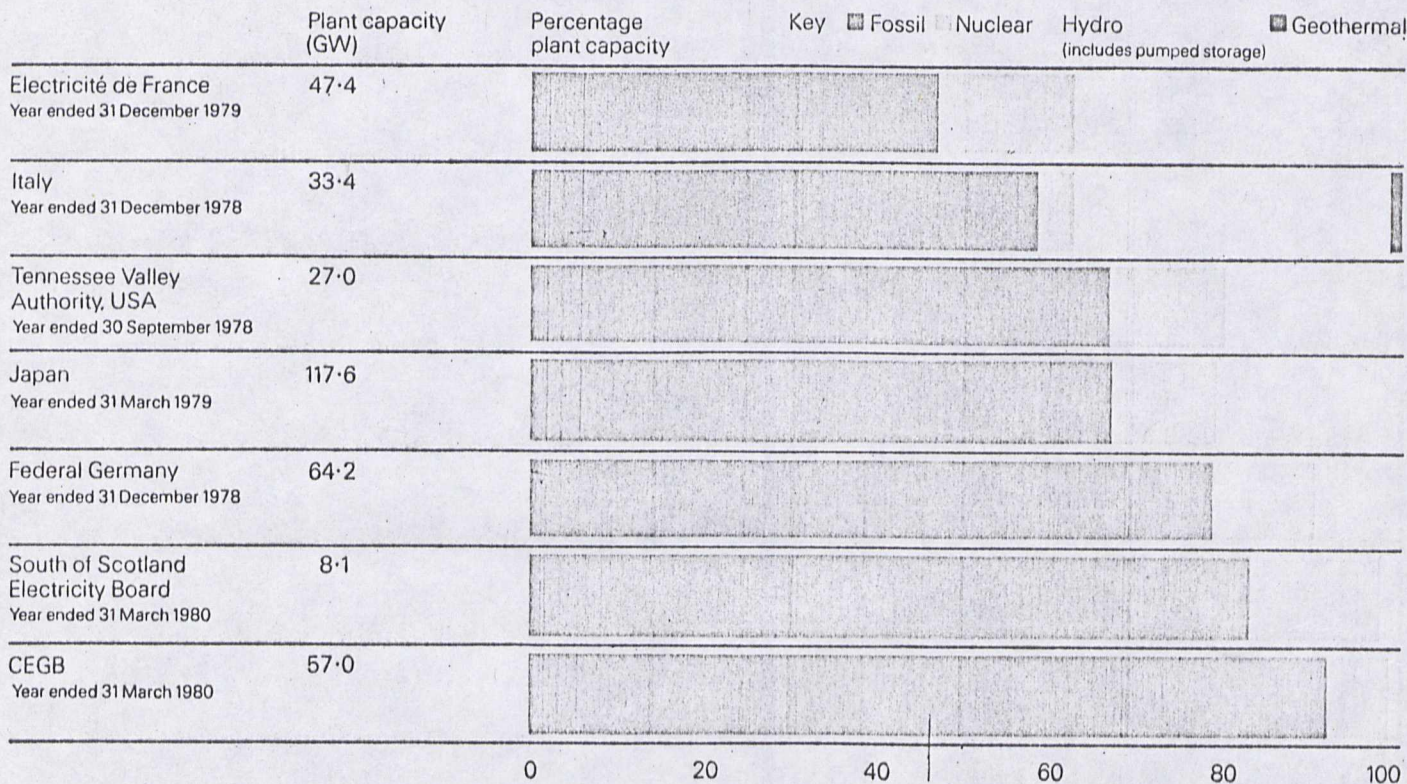 Plant capacity
(GW)
Percentage
plant capacity
Key Fossil Nuclear Hydro
(includes pumped storage)
Geothermal
Electricité de France 47·4
Year ended 31 December 1979
Italy 33·4
Year ended 31 December 1978
Tennessee Valley 27·0
Authority, USA
Year ended 30 September 1978
Japan 117·6
Year ended 31 March 1979
Federal Germany 64·2
Year ended 31 December 1978
South of Scotland 8·1
Electricity Board
Year ended 31 March 1980
CEGB 57·0
Year ended 31 March 1980
0 20 40 60 80 100